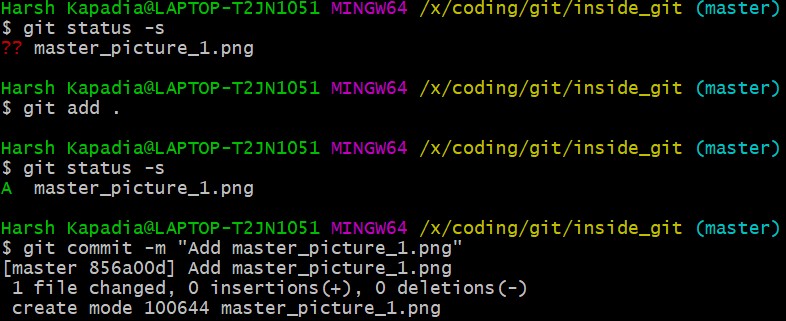 Harsh Kapadia@LAPTOP-T2JN1051 MINGW64 /x/coding/git/inside_git (master)
$ git status -s
?? master_picture_1.png
Harsh Kapadia@LAPTOP-T2JN1051 MINGW64 /x/coding/git/inside_git (master)
$ git add .
Harsh Kapadia@LAPTOP-T2JN1051 MINGW64 /x/coding/git/inside_git (master)
$ git status -s
A  master_picture_1.png
Harsh Kapadia@LAPTOP-T2JN1051 MINGW64 /x/coding/git/inside_git (master)
$ git commit -m "Add master_picture_1.png"
[master 856a00d] Add master_picture_1.png
 1 file changed, 0 insertions(+), 0 deletions(-)
 create mode 100644 master_picture_1.png